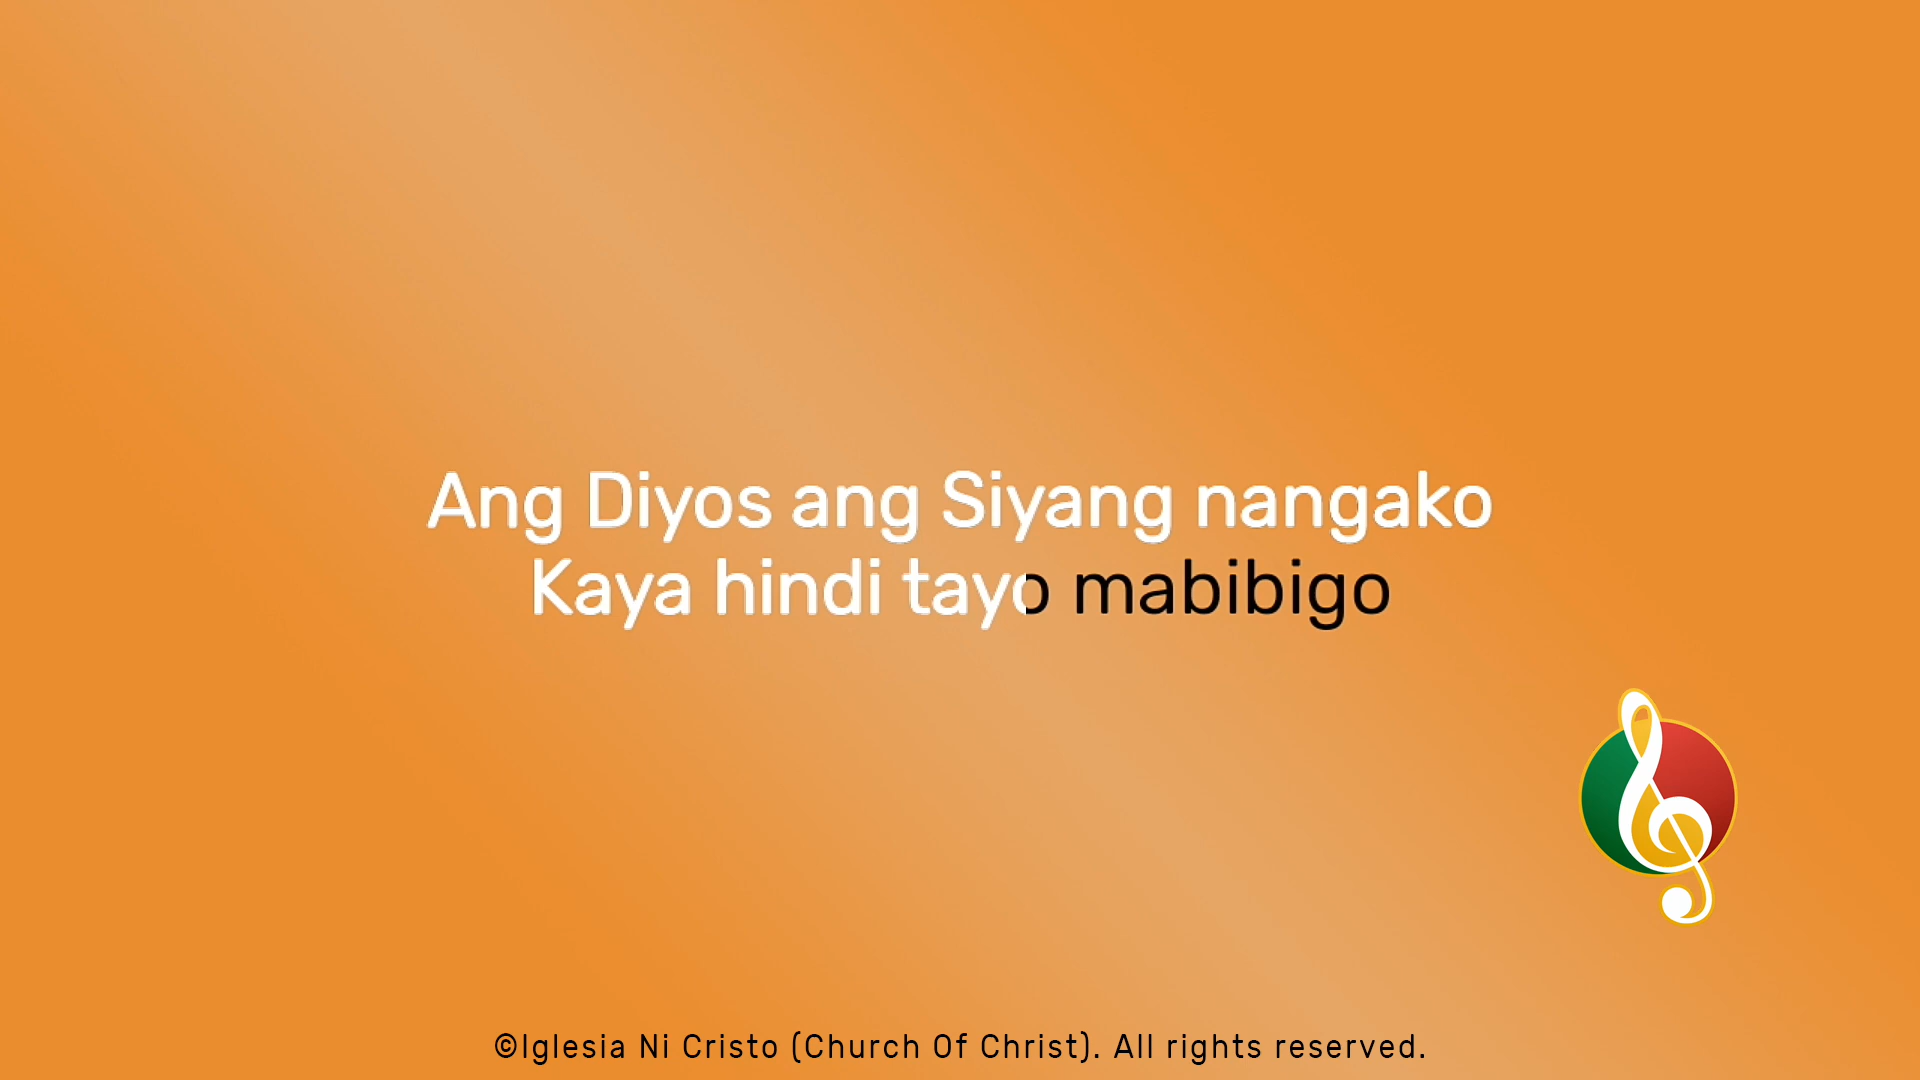 Ang Diyos ang Siyang nangako
Kaya hindi tayo mabibigo
©Iglesia Ni Cristo (Church Of Christ). All rights reserved.